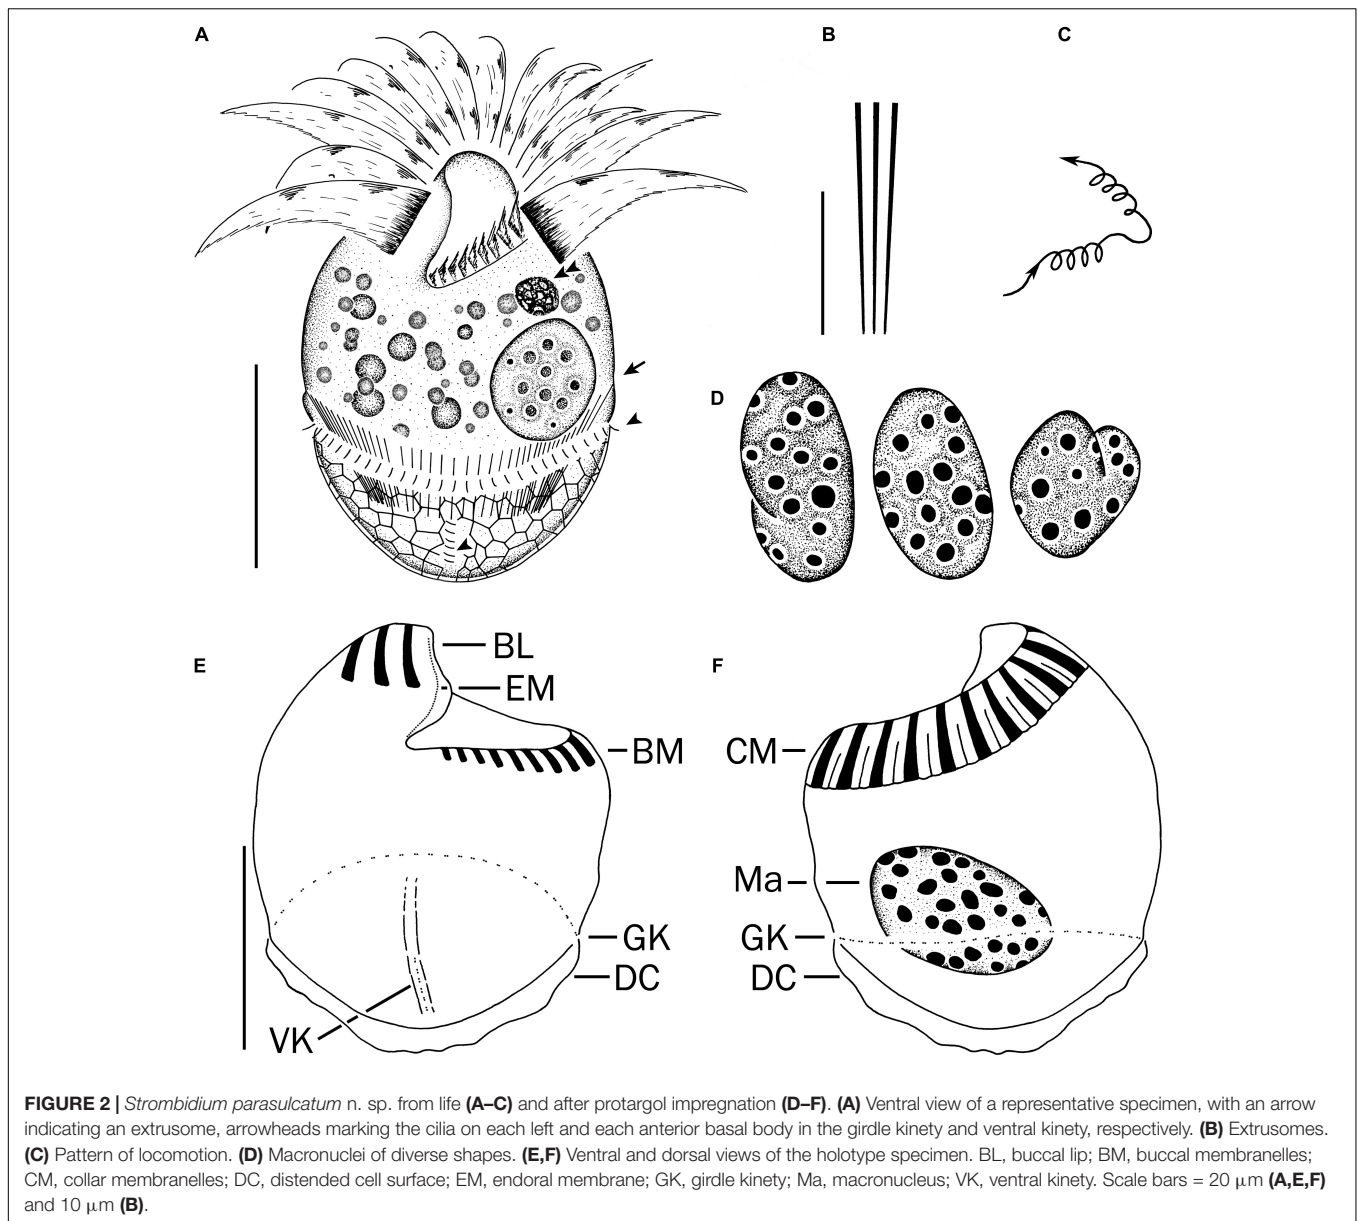 A
B
C
D
E
BL
EM
BM
GK
DC
VK
F
CM
Ma
GK
DC
FIGURE 2 | Strombidium parasulcatum n. sp. from life (A–C) and after protargol impregnation (D–F). (A) Ventral view of a representative specimen, with an arrow
indicating an extrusome, arrowheads marking the cilia on each left and each anterior basal body in the girdle kinety and ventral kinety, respectively. (B) Extrusomes.
(C) Pattern of locomotion. (D) Macronuclei of diverse shapes. (E,F) Ventral and dorsal views of the holotype specimen. BL, buccal lip; BM, buccal membranelles;
CM, collar membranelles; DC, distended cell surface; EM, endoral membrane; GK, girdle kinety; Ma, macronucleus; VK, ventral kinety. Scale bars = 20 μm (A,E,F)
and 10 μm (B).